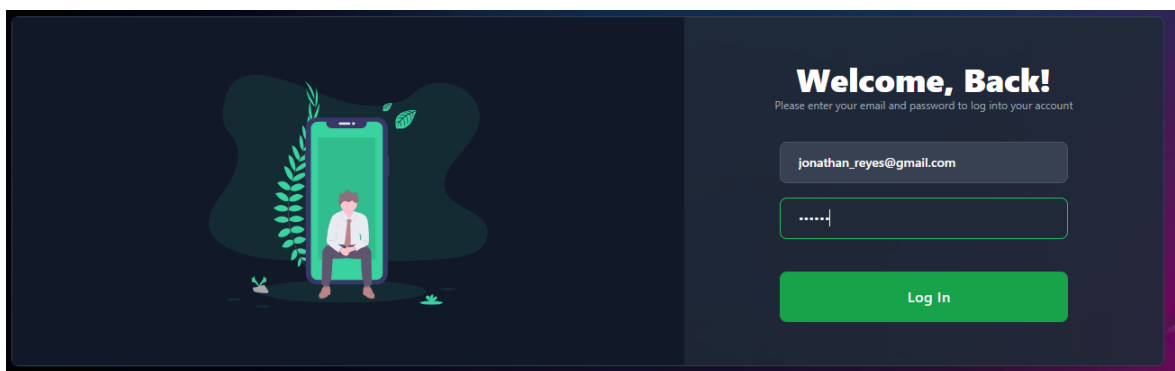 Welcome, Back!
Please enter your email and password to log into your account
jonathan_reyes@gmail.com
••••••
Log In